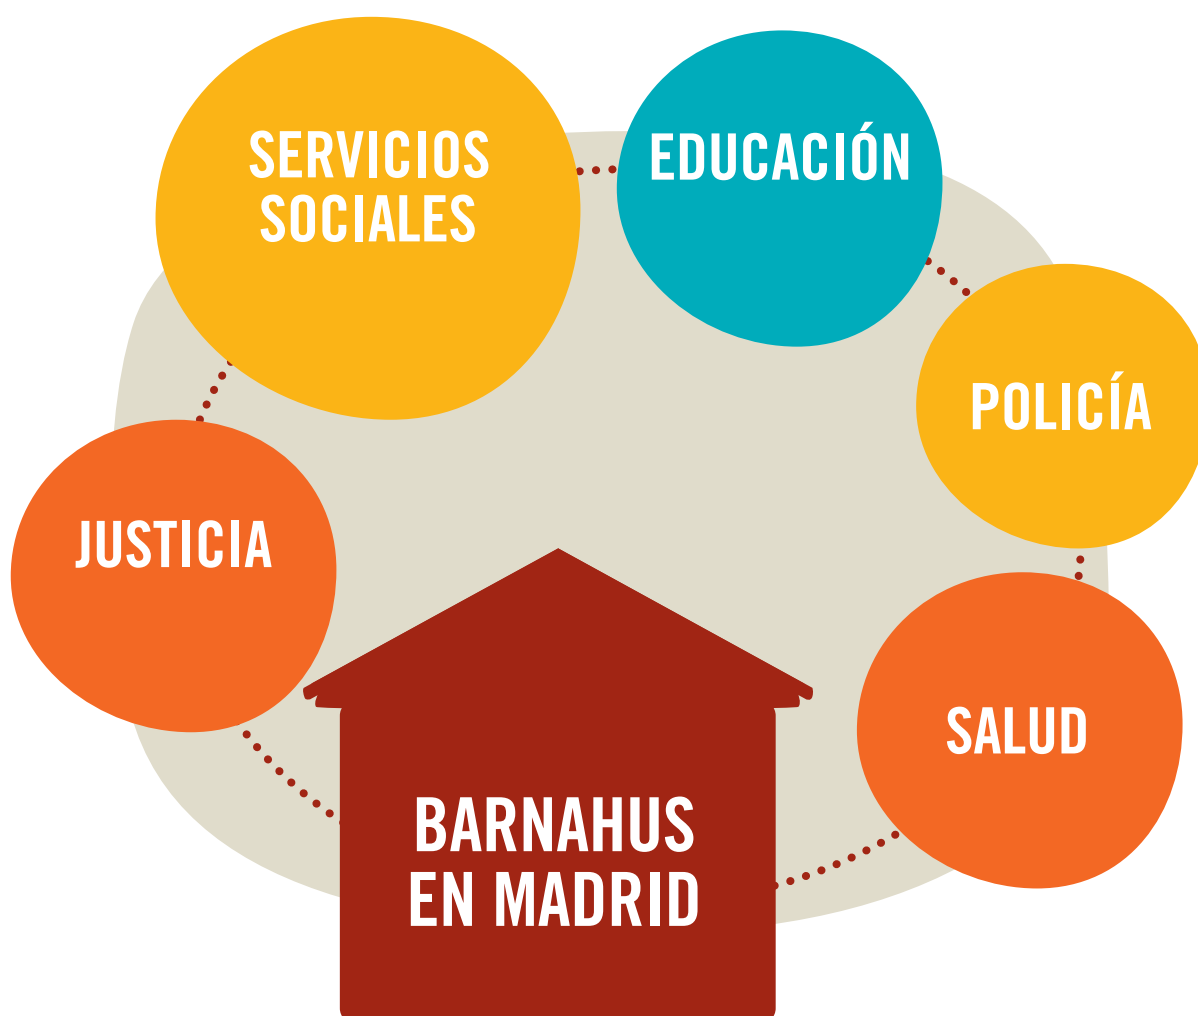 SERVICIOS
SOCIALES
EDUCACIÓN
POLICÍA
JUSTICIA
SALUD
BARNAHUS
EN MADRID